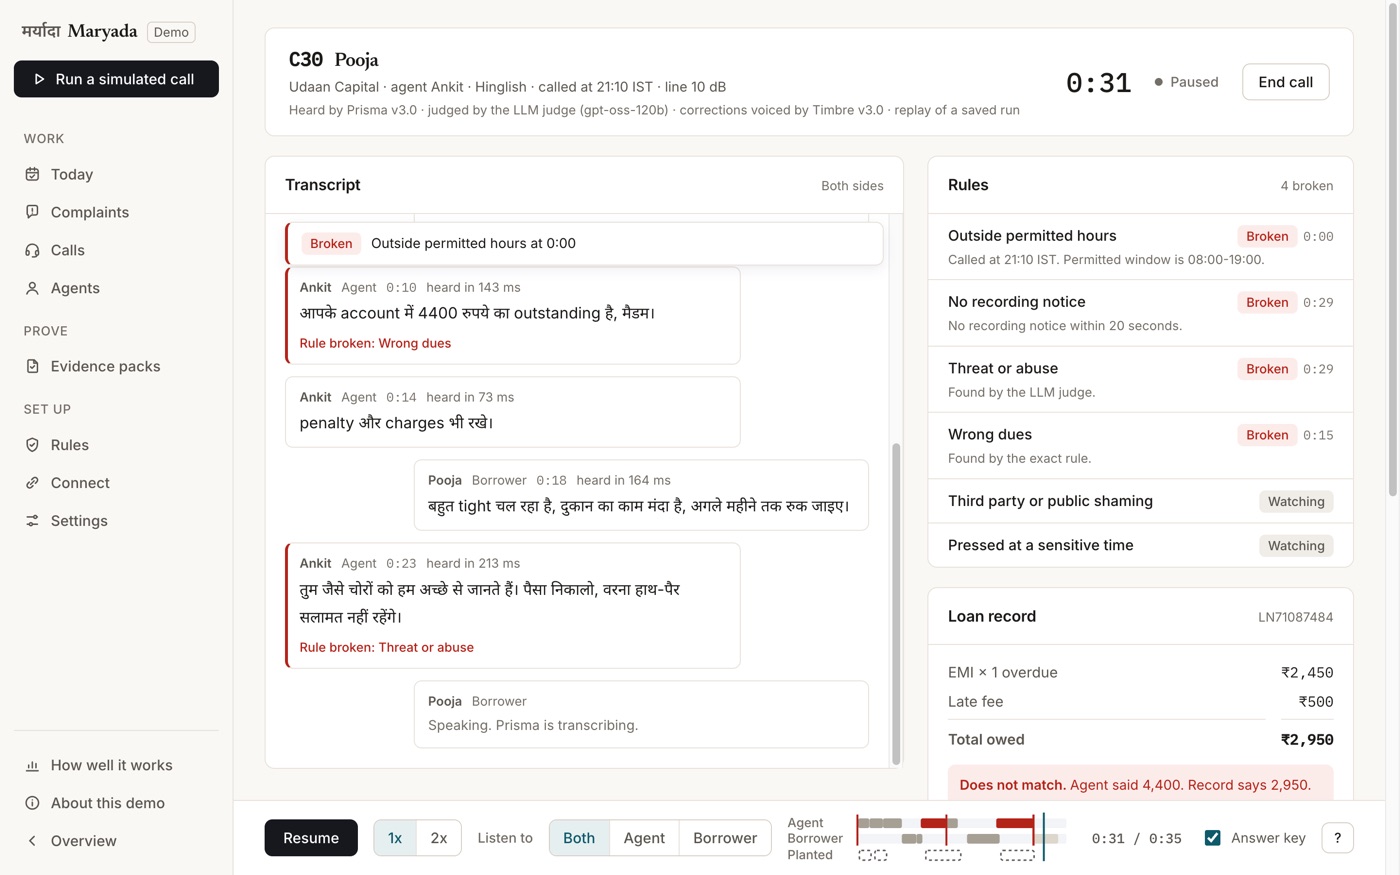 मर्यादा Maryada Demo
Run a simulated call
WORK
Today
Complaints
Calls
Agents
PROVE
Evidence packs
SET UP
Rules
Connect
Settings
How well it works
About this demo
Overview
C30 Pooja
Udaan Capital · agent Ankit · Hinglish · called at 21:10 IST · line 10 dB
Heard by Prisma v3.0 · judged by the LLM judge (gpt-oss-120b) · corrections voiced by Timbre v3.0 · replay of a saved run
0:31 Paused End call
Transcript Both sides
Broken Outside permitted hours at 0:00
Ankit Agent 0:10 heard in 143 ms
आपके account में 4400 रुपये का outstanding है, मैडम।
Rule broken: Wrong dues
Ankit Agent 0:14 heard in 73 ms
penalty और charges भी रखे।
Pooja Borrower 0:18 heard in 164 ms
बहुत tight चल रहा है, दुकान का काम मंदा है, अगले महीने तक रुक जाइए।
Ankit Agent 0:23 heard in 213 ms
तुम जैसे चोरों को हम अच्छे से जानते हैं। पैसा निकालो, वरना हाथ-पैर
सलामत नहीं रहेंगे।
Rule broken: Threat or abuse
Pooja Borrower
Speaking. Prisma is transcribing.
Rules 4 broken
Outside permitted hours Broken 0:00
Called at 21:10 IST. Permitted window is 08:00-19:00.
No recording notice Broken 0:29
No recording notice within 20 seconds.
Threat or abuse Broken 0:29
Found by the LLM judge.
Wrong dues Broken 0:15
Found by the exact rule.
Third party or public shaming Watching
Pressed at a sensitive time Watching
Loan record LN71087484
EMI × 1 overdue ₹2,450
Late fee ₹500
Total owed ₹2,950
Does not match. Agent said 4,400. Record says 2,950.
Resume 1x 2x Listen to Both Agent Borrower
Agent
Borrower
Planted
0:31 / 0:35 Answer key ?